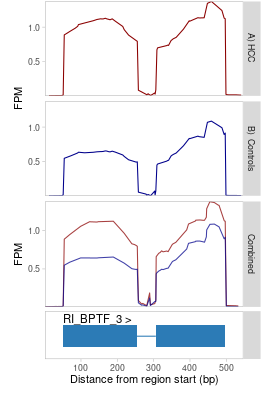 1.0
0.5
A) HCC
FPM
1.0
0.5
B). Controls
1.0
0.5
Combined
FPM
RI_BPTF_3 >
100 200 300 400 500
Distance from region start (bp)